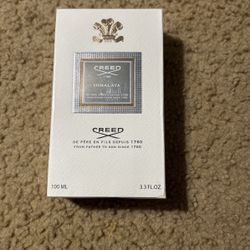 CREED
HIMALAYA
CREED
DE PÈRE EN FILS DEPUIS 1760
FROM FATHER TO SON SINCE 1760
100 ML
3.3 FL.OZ